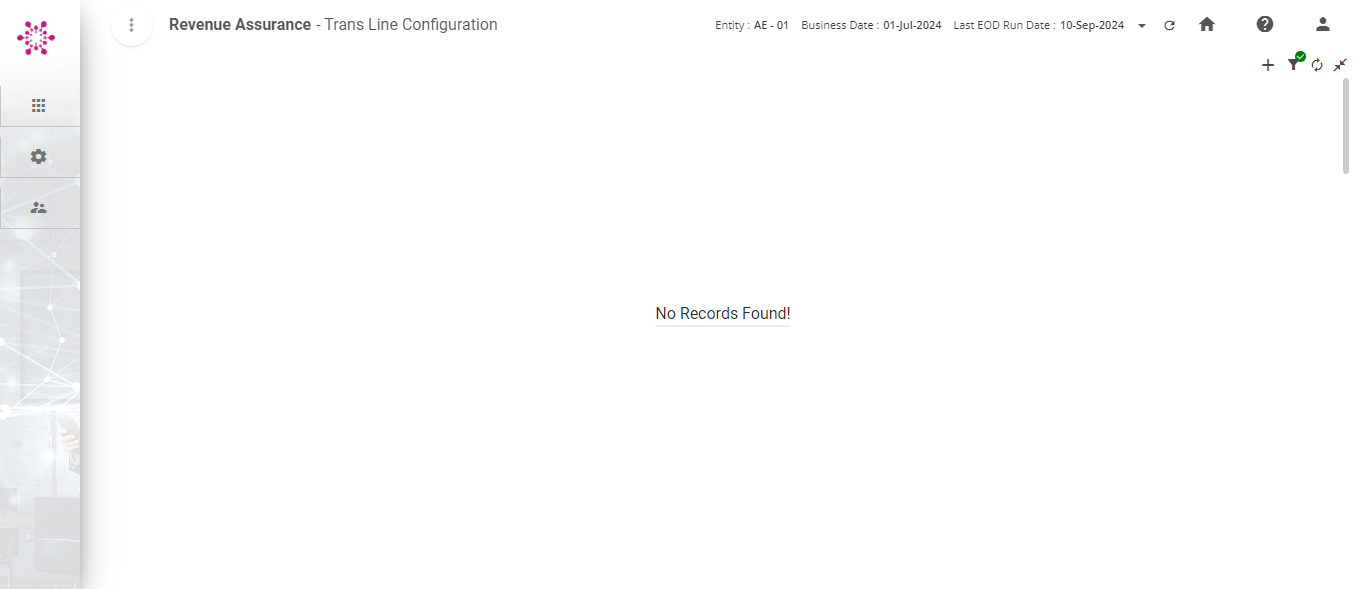 Revenue Assurance - Trans Line Configuration
Entity : AE - 01 Business Date : 01-Jul-2024 Last EOD Run Date : 10-Sep-2024
No Records Found!